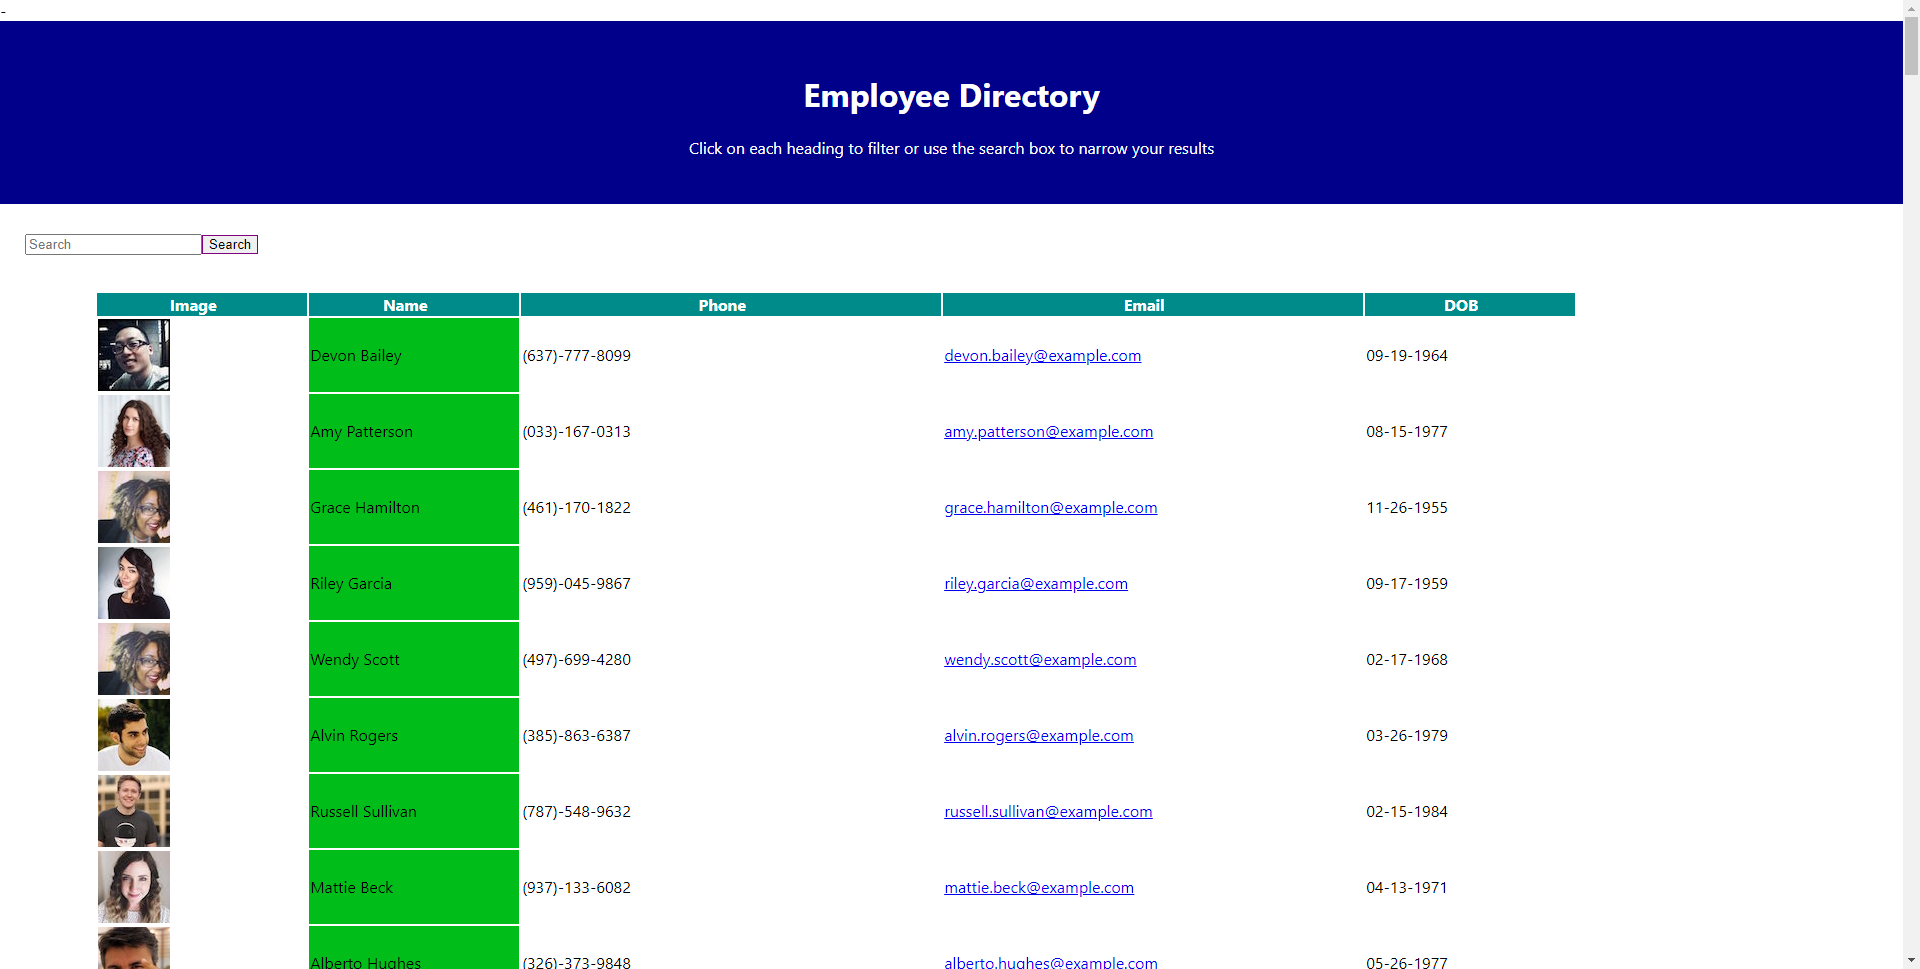 -
Employee Directory
Click on each heading to filter or use the search box to narrow your results
Search Search
Image Name Phone Email DOB
Devon Bailey (637)-777-8099 devon.bailey@example.com 09-19-1964
Amy Patterson (033)-167-0313 amy.patterson@example.com 08-15-1977
Grace Hamilton (461)-170-1822 grace.hamilton@example.com 11-26-1955
Riley Garcia (959)-045-9867 riley.garcia@example.com 09-17-1959
Wendy Scott (497)-699-4280 wendy.scott@example.com 02-17-1968
Alvin Rogers (385)-863-6387 alvin.rogers@example.com 03-26-1979
Russell Sullivan (787)-548-9632 russell.sullivan@example.com 02-15-1984
Mattie Beck (937)-133-6082 mattie.beck@example.com 04-13-1971
Alberto Hughes (326)-373-9848 alberto.hughes@example.com 05-26-1977